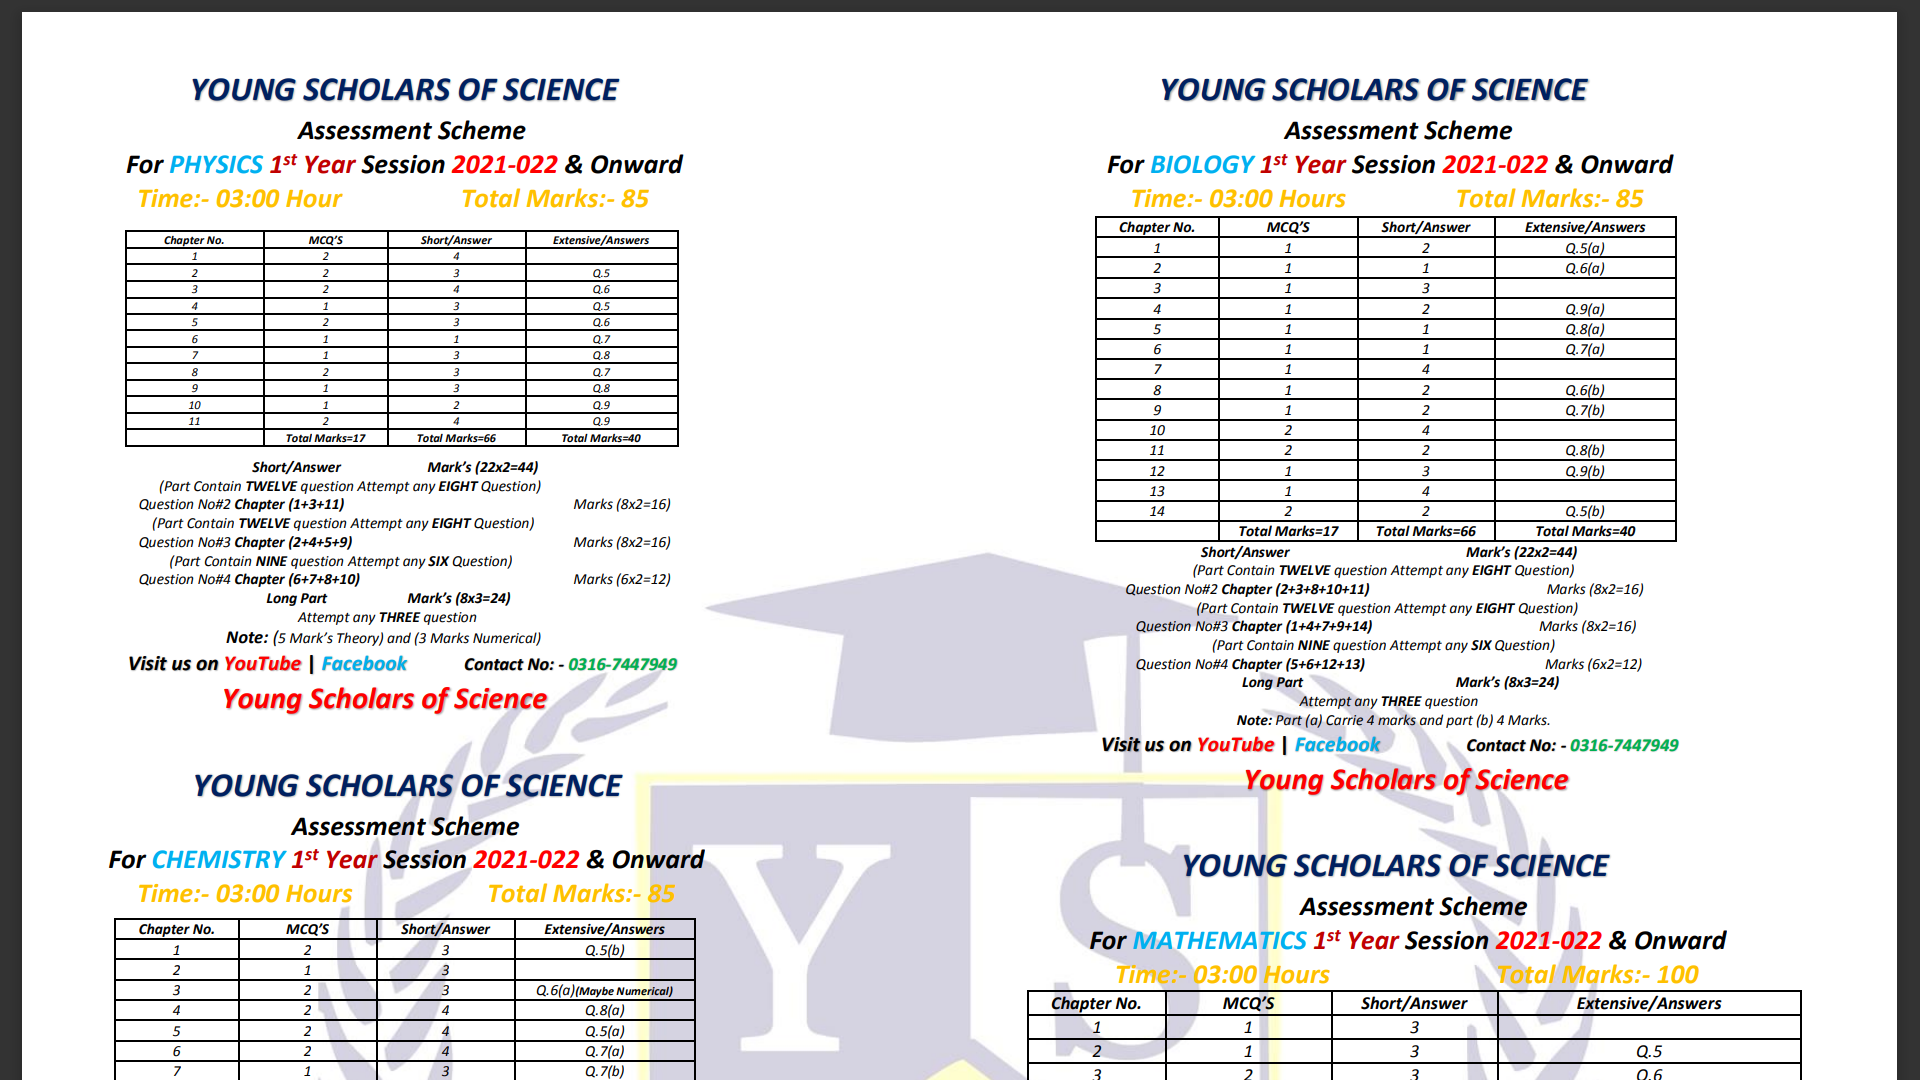 YOUNG SCHOLARS OF SCIENCE
Assessment Scheme
For PHYSICS 1st Year Session 2021-022 & Onward
Time:- 03:00 Hour Total Marks:- 85
Chapter No. MCQ'S Short/Answer Extensive/Answers
1 2 4
2 2 3 Q.5
3 2 4 Q.6
4 1 3 Q.5
5 2 3 Q.6
6 1 1 Q.7
7 1 3 Q.8
8 2 3 Q.7
9 1 3 Q.8
10 1 2 Q.9
11 2 4 Q.9
Total Marks=17 Total Marks=66 Total Marks=40
Short/Answer Mark's (22x2=44)
(Part Contain TWELVE question Attempt any EIGHT Question)
Question No#2 Chapter (1+3+11) Marks (8x2=16)
(Part Contain TWELVE question Attempt any EIGHT Question)
Question No#3 Chapter (2+4+5+9) Marks (8x2=16)
(Part Contain NINE question Attempt any SIX Question)
Question No#4 Chapter (6+7+8+10) Marks (6x2=12)
Long Part Mark's (8x3=24)
Attempt any THREE question
Note: (5 Mark's Theory) and (3 Marks Numerical)
Visit us on YouTube | Facebook Contact No: - 0316-7447949
Young Scholars of Science
YOUNG SCHOLARS OF SCIENCE
Assessment Scheme
For CHEMISTRY 1st Year Session 2021-022 & Onward
Time:- 03:00 Hours Total Marks:- 85
Chapter No. MCQ'S Short/Answer Extensive/Answers
1 2 3 Q.5(b)
2 1 3
3 2 3 Q.6(a)(Maybe Numerical)
4 2 4 Q.8(a)
5 2 4 Q.5(a)
6 2 4 Q.7(a)
7 1 3 Q.7(b)
YOUNG SCHOLARS OF SCIENCE
Assessment Scheme
For BIOLOGY 1st Year Session 2021-022 & Onward
Time:- 03:00 Hours Total Marks:- 85
Chapter No. MCQ'S Short/Answer Extensive/Answers
1 1 2 Q.5(a)
2 1 1 Q.6(a)
3 1 3
4 1 2 Q.9(a)
5 1 1 Q.8(a)
6 1 1 Q.7(a)
7 1 4
8 1 2 Q.6(b)
9 1 2 Q.7(b)
10 2 4
11 2 2 Q.8(b)
12 1 3 Q.9(b)
13 1 4
14 2 2 Q.5(b)
Total Marks=17 Total Marks=66 Total Marks=40
Short/Answer Mark's (22x2=44)
(Part Contain TWELVE question Attempt any EIGHT Question)
Question No#2 Chapter (2+3+8+10+11) Marks (8x2=16)
(Part Contain TWELVE question Attempt any EIGHT Question)
Question No#3 Chapter (1+4+7+9+14) Marks (8x2=16)
(Part Contain NINE question Attempt any SIX Question)
Question No#4 Chapter (5+6+12+13) Marks (6x2=12)
Long Part Mark's (8x3=24)
Attempt any THREE question
Note: Part (a) Carrie 4 marks and part (b) 4 Marks.
Visit us on YouTube | Facebook Contact No: - 0316-7447949
Young Scholars of Science
YOUNG SCHOLARS OF SCIENCE
Assessment Scheme
For MATHEMATICS 1st Year Session 2021-022 & Onward
Time:- 03:00 Hours Total Marks:- 100
Chapter No. MCQ'S Short/Answer Extensive/Answers
1 1 3
2 1 3 Q.5
3 2 3 Q.6
Y S